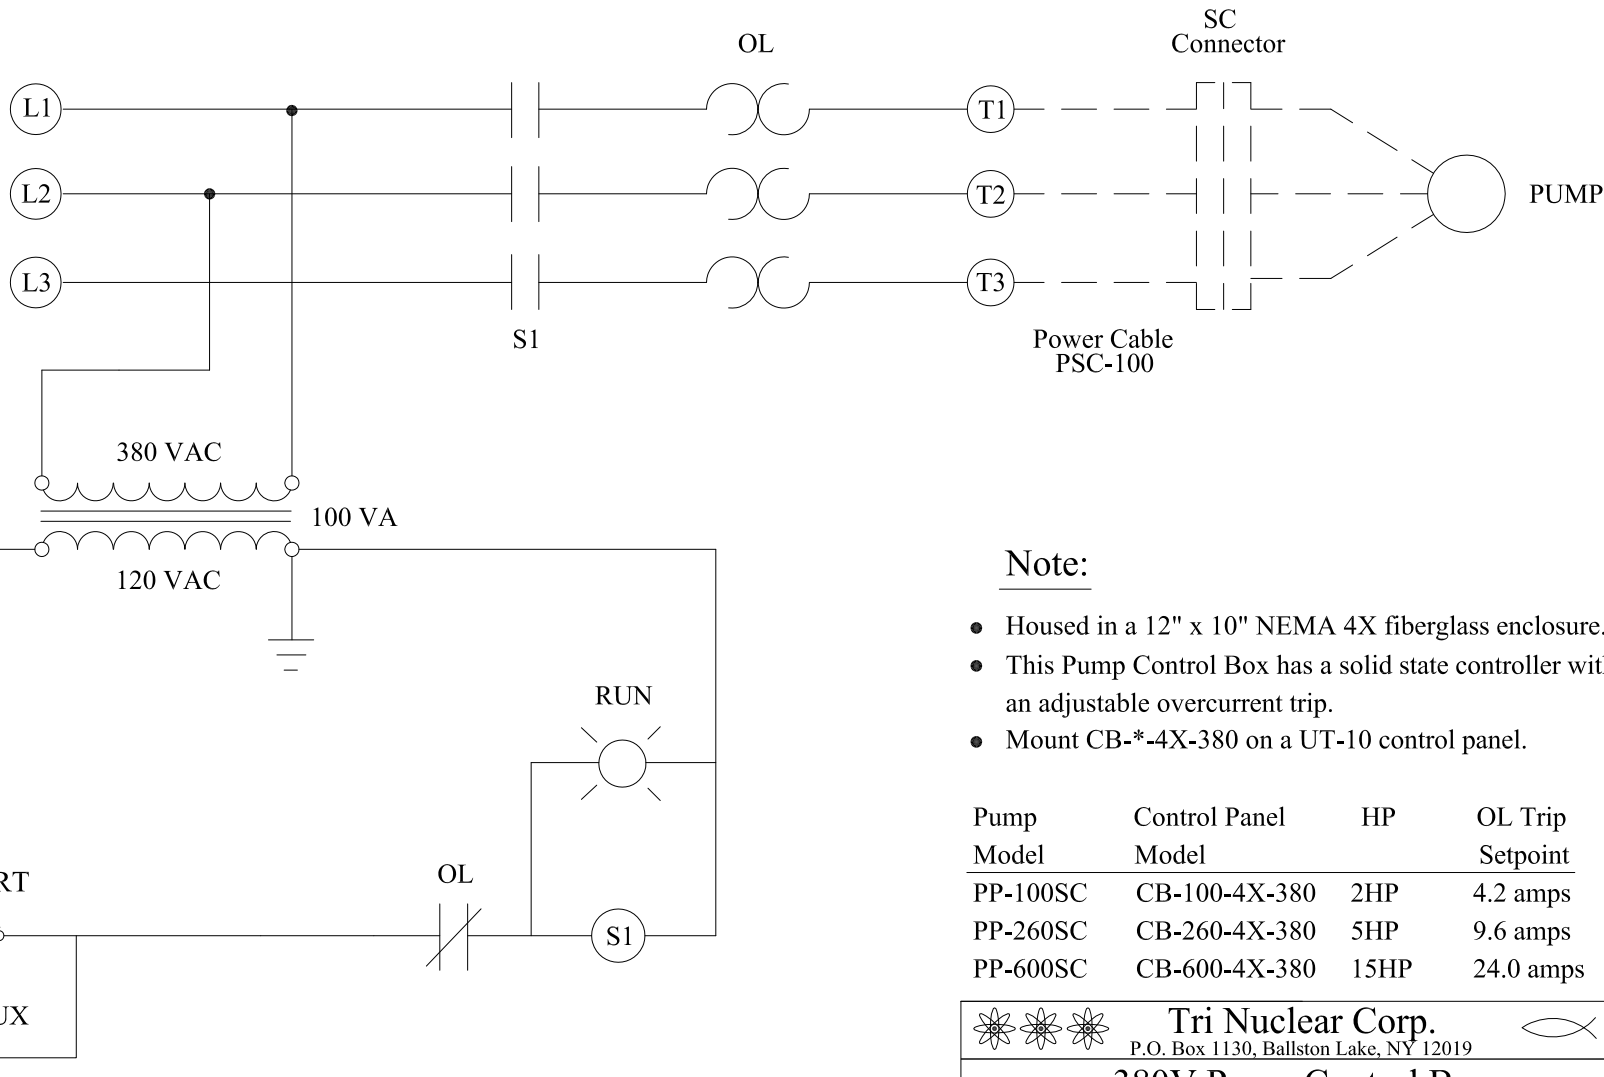 SC
Connector
OL
L1
T1
L2
T2
PUMP
L3
T3
S1
Power Cable
PSC-100
380 VAC
100 VA
120 VAC
Note:
Housed in a 12" x 10" NEMA 4X fiberglass enclosure.
This Pump Control Box has a solid state controller
an adjustable overcurrent trip.
Mount CB-*-4X-380 on a UT-10 control panel.
RUN
OL
S1
Pump Control Panel HP OL Trip
Model Model Setpoint
PP-100SC CB-100-4X-380 2HP 4.2 amps
PP-260SC CB-260-4X-380 5HP 9.6 amps
PP-600SC CB-600-4X-380 15HP 24.0 amps
Tri Nuclear Corp.
P.O. Box 1130, Ballston Lake, NY 12019